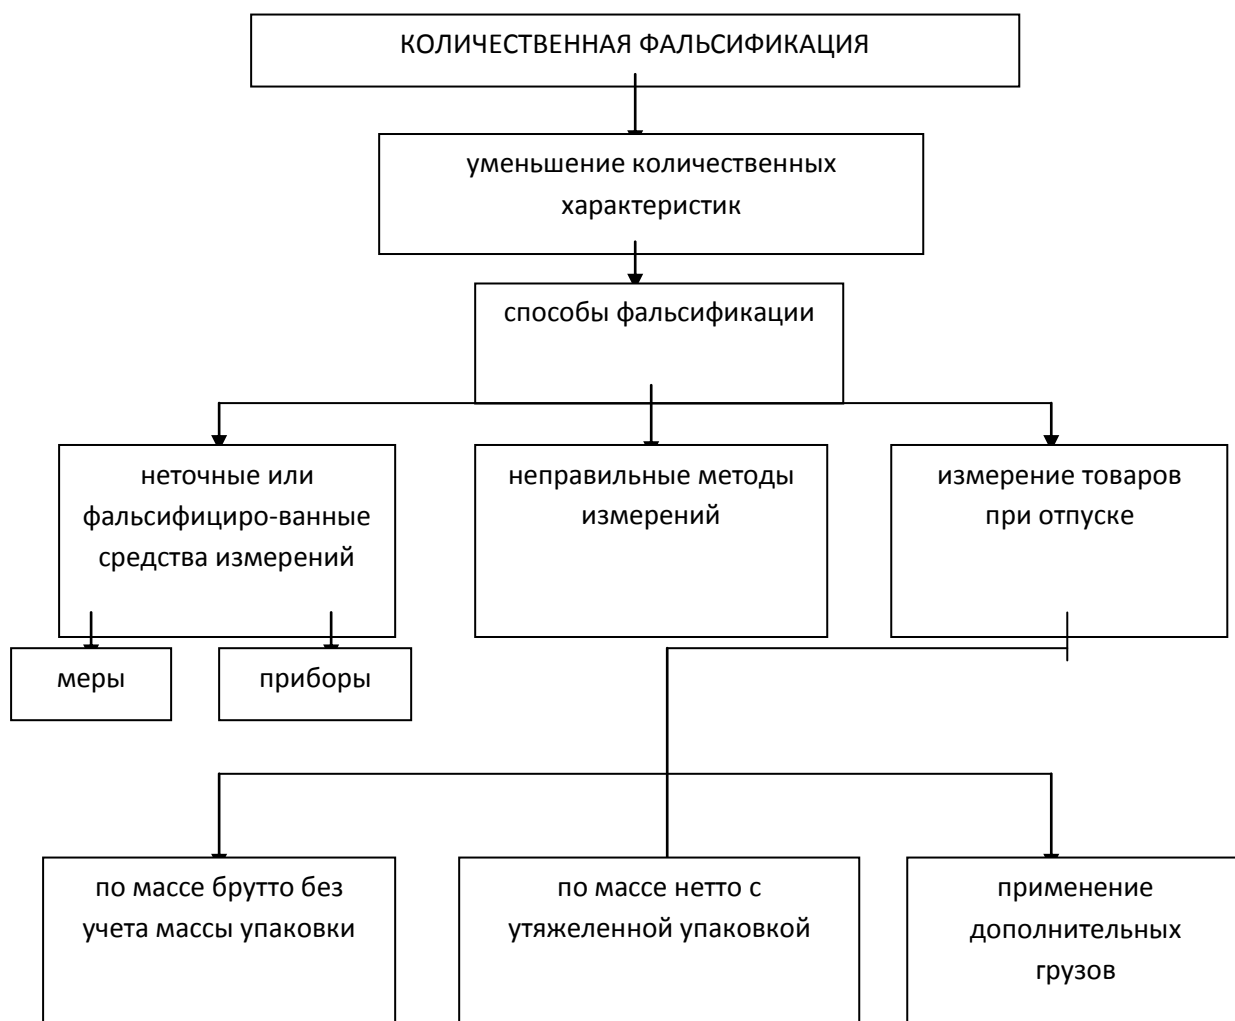 КОЛИЧЕСТВЕННАЯ ФАЛЬСИФИКАЦИЯ
уменьшение количественных
характеристик
способы фальсификации
неточные или
фальсифициро-ванные
средства измерений
неправильные методы
измерений
измерение товаров
при отпуске
меры
приборы
по массе брутто без
учета массы упаковки
по массе нетто с
утяжеленной упаковкой
применение
дополнительных
грузов